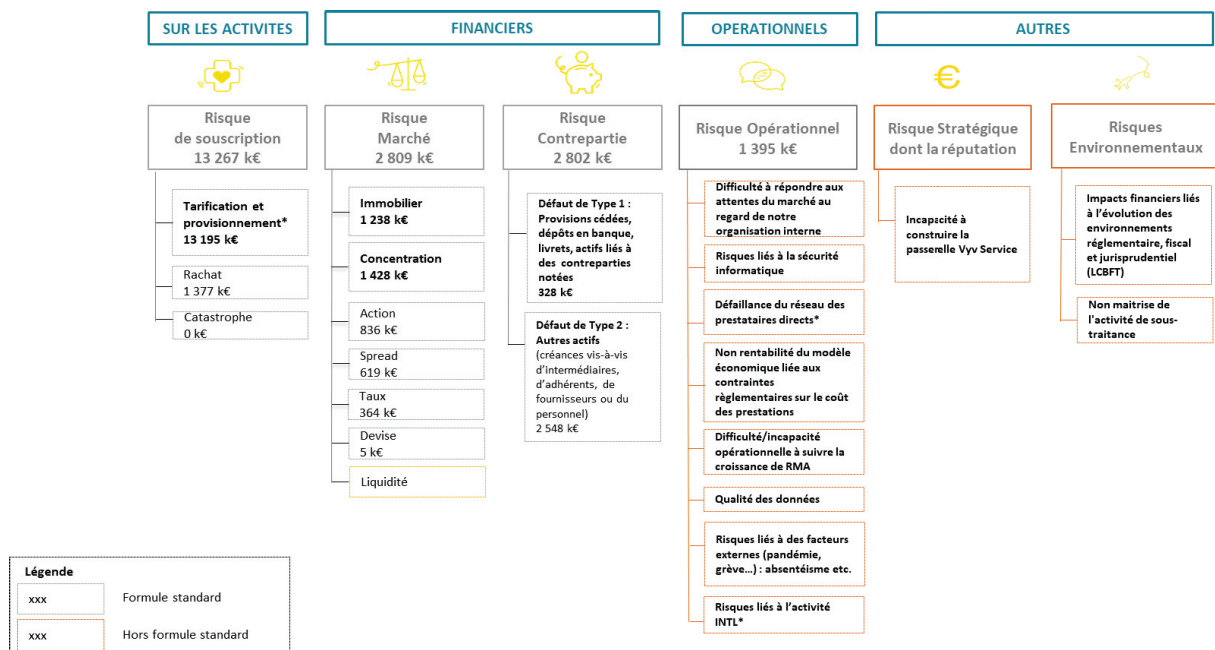 SUR LES ACTIVITES
FINANCIERS
OPERATIONNELS
AUTRES
€
Risque
de souscription
13 267 k€
Tarification et
provisionnement*
13 195 k€
Rachat
1 377 k€
Catastrophe
0 k€
Risque
Marché
2 809 k€
Immobilier
1 238 k€
Concentration
1 428 k€
Action
836 k€
Spread
619 k€
Taux
364 k€
Devise
5 k€
Liquidité
Risque
Contrepartie
2 802 k€
Défaut de Type 1 :
Provisions cédées,
dépôts en banque,
livrets, actifs liés à
des contreparties
notées
328 k€
Défaut de Type 2 :
Autres actifs
(créances vis-à-vis
d'intermédiaires,
d'adhérents, de
fournisseurs ou du
personnel)
2 548 k€
Risque Opérationnel
1 395 k€
Difficulté à répondre aux
attentes du marché au
regard de notre
organisation interne
Risques liés à la sécurité
informatique
Défaillance du réseau des
prestataires directs*
Non rentabilité du modèle
économique liée aux
contraintes
règlementaires sur le coût
des prestations
Difficulté/incapacité
opérationnelle à suivre la
croissance de RMA
Qualité des données
Risques liés à des facteurs
externes (pandémie,
grève…) : absentéisme etc.
Risques liés à l'activité
INTL*
Risque Stratégique
dont la réputation
Incapacité à
construire la
passerelle Vyv Service
Risques
Environnementaux
Impacts financiers liés
à l'évolution des
environnements
réglementaire, fiscal
et jurisprudentiel
(LCBFT)
Non maitrise de
l'activité de sous-
traitance
Légende
xxx Formule standard
xxx Hors formule standard